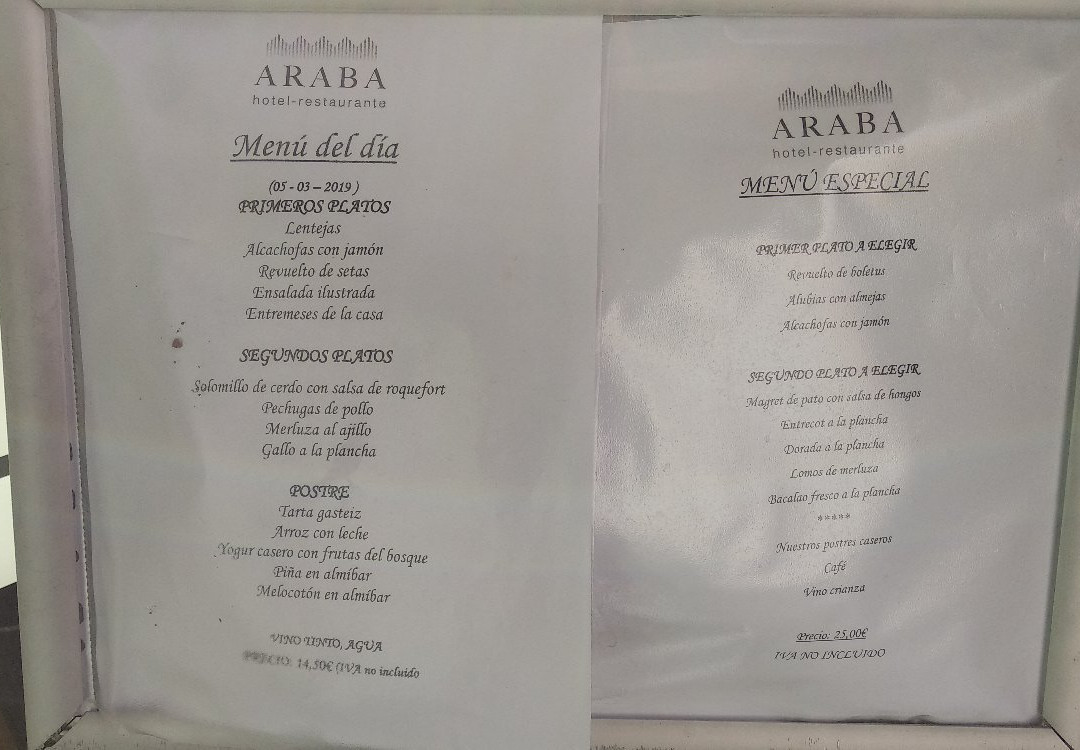 ARABA
hotel-restaurante
Menú del día
(05 - 03 – 2019 )
PRIMEROS PLATOS
Lentejas
Alcachofas con jamón
Revuelto de setas
Ensalada ilustrada
Entremeses de la casa
SEGUNDOS PLATOS
Solomillo de cerdo con salsa de roquefort
Pechugas de pollo
Merluza al ajillo
Gallo a la plancha
POSTRE
Tarta gasteiz
Arroz con leche
Yogur casero con frutas del bosque
Piña en almíbar
Melocotón en almíbar
VINO TINTO, AGUA
PRECIO: 14,50€ (IVA no incluido
ARABA
hotel-restaurante
MENÚ ESPECIAL
PRIMER PLATO A ELEGIR
Revuelto de boletus
Alubias con almejas
Alcachofas con jamón
SEGUNDO PLATO A ELEGIR
Magret de pato con salsa de hongos
Entrecot a la plancha
Dorada a la plancha
Lomos de merluza
Bacalao fresco a la plancha
*****
Nuestros postres caseros
Café
Vino crianza
Precio: 25,00€
IVA NO INCLUIDO